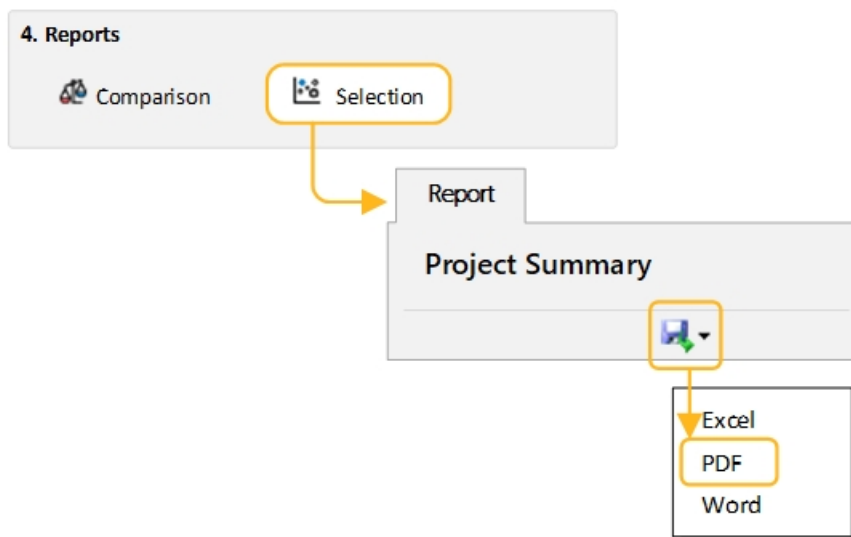 4. Reports
Comparison Selection
Report
Project Summary
Excel
PDF
Word